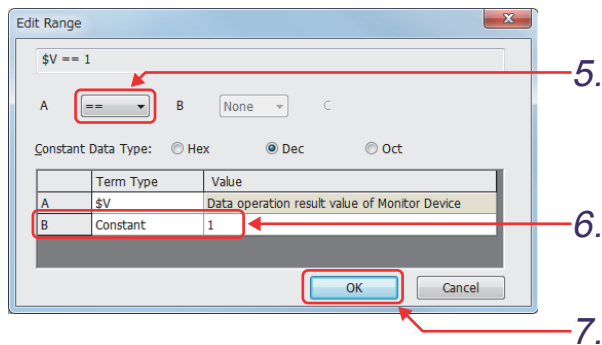 Edit Range
$V == 1
5.
A == B None C
Constant Data Type: Hex Dec Oct
Term Type Value
A $V Data operation result value of Monitor Device
B Constant 1
6.
OK Cancel
7.